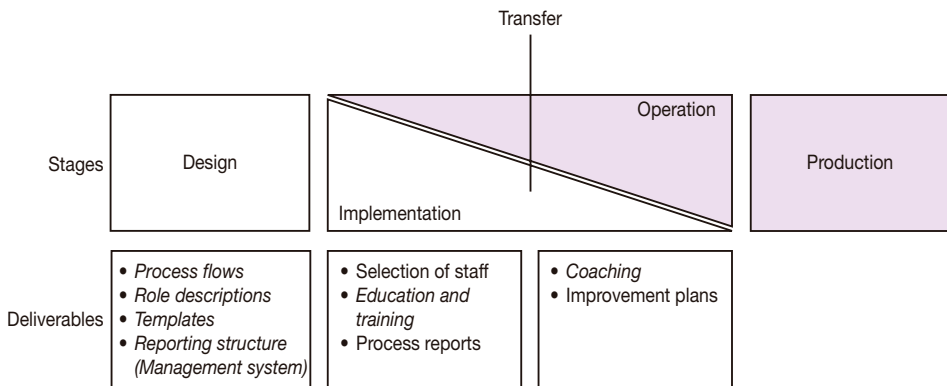 Transfer
Stages
Design
Operation
Implementation
Production
Deliverables
• Process flows
• Role descriptions
• Templates
• Reporting structure
(Management system)
• Selection of staff
• Education and
training
• Process reports
• Coaching
• Improvement plans